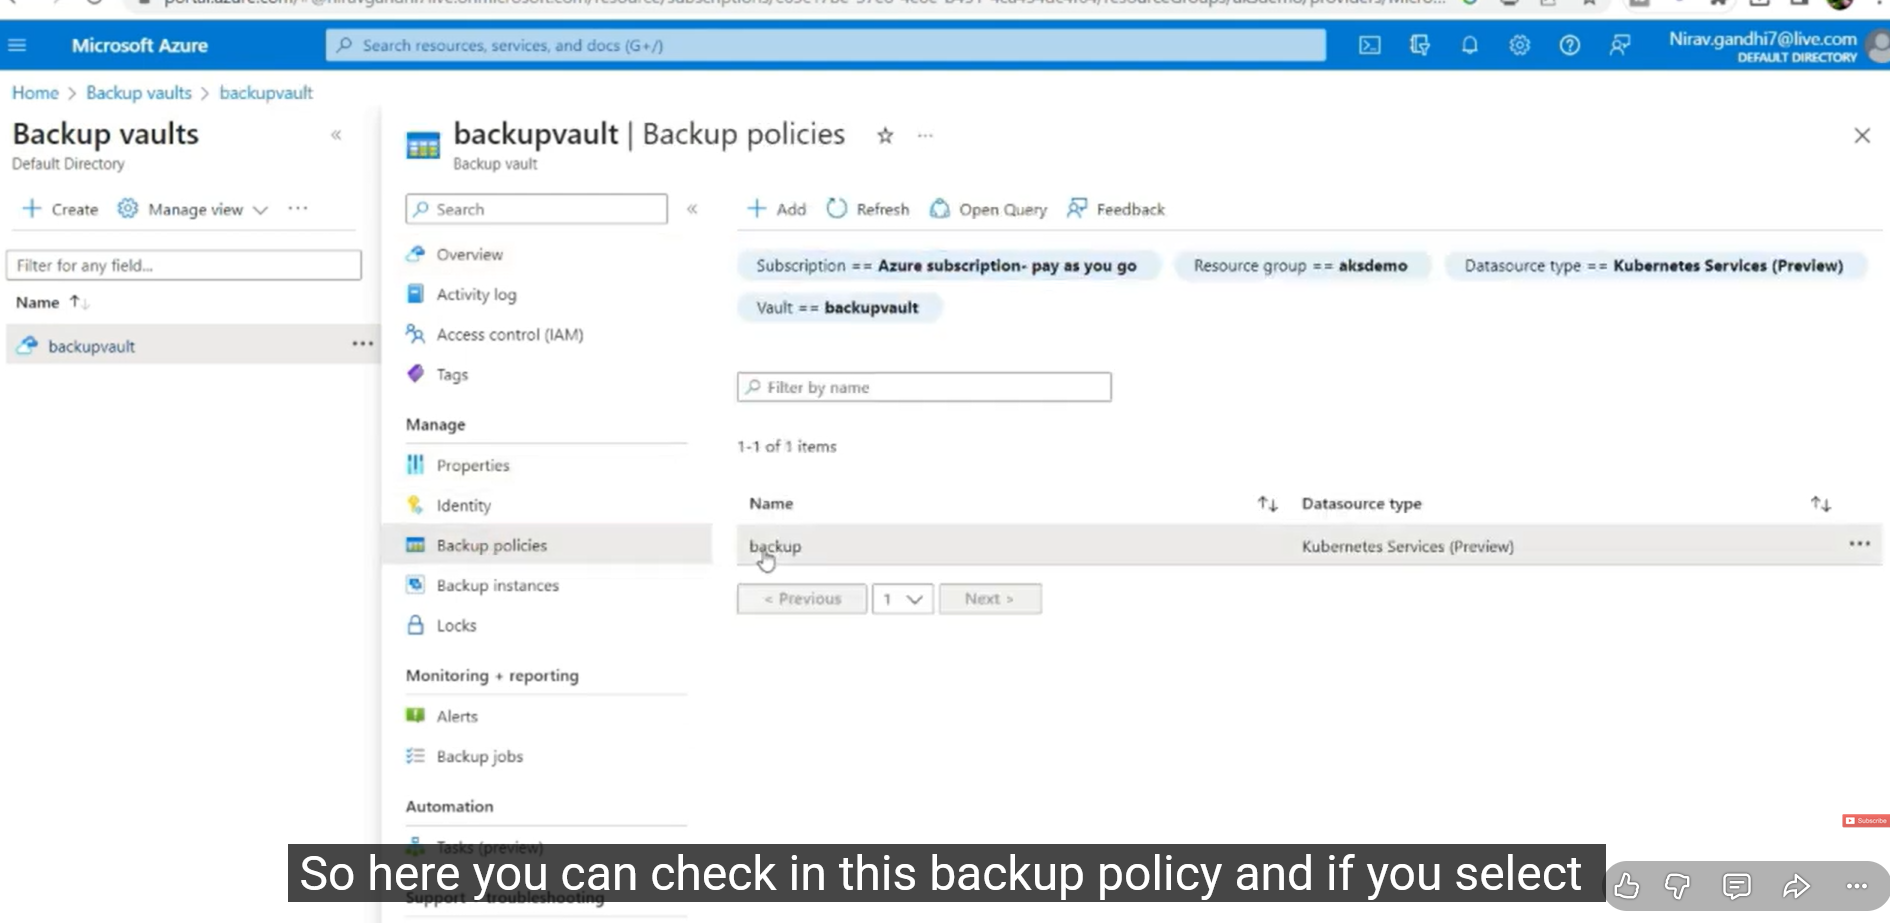 Microsoft Azure
Search resources, services, and docs (G+/)
Nirav.gandhi7@live.com
DEFAULT DIRECTORY
Home > Backup vaults > backupvault
Backup vaults
Default Directory
Create
Manage view
Filter for any field...
Name
backupvault
backupvault | Backup policies
Backup vault
Search
Overview
Activity log
Access control (IAM)
Tags
Manage
Properties
Identity
Backup policies
Backup instances
Locks
Monitoring + reporting
Alerts
Backup jobs
Automation
Tasks (preview)
Support + troubleshooting
Add
Refresh
Open Query
Feedback
Subscription == Azure subscription- pay as you go
Resource group == aksdemo
Datasource type == Kubernetes Services (Preview)
Vault == backupvault
Filter by name
1-1 of 1 items
Name
Datasource type
backup
Kubernetes Services (Preview)
< Previous
1
Next >
Subscribe
So here you can check in this backup policy and if you select